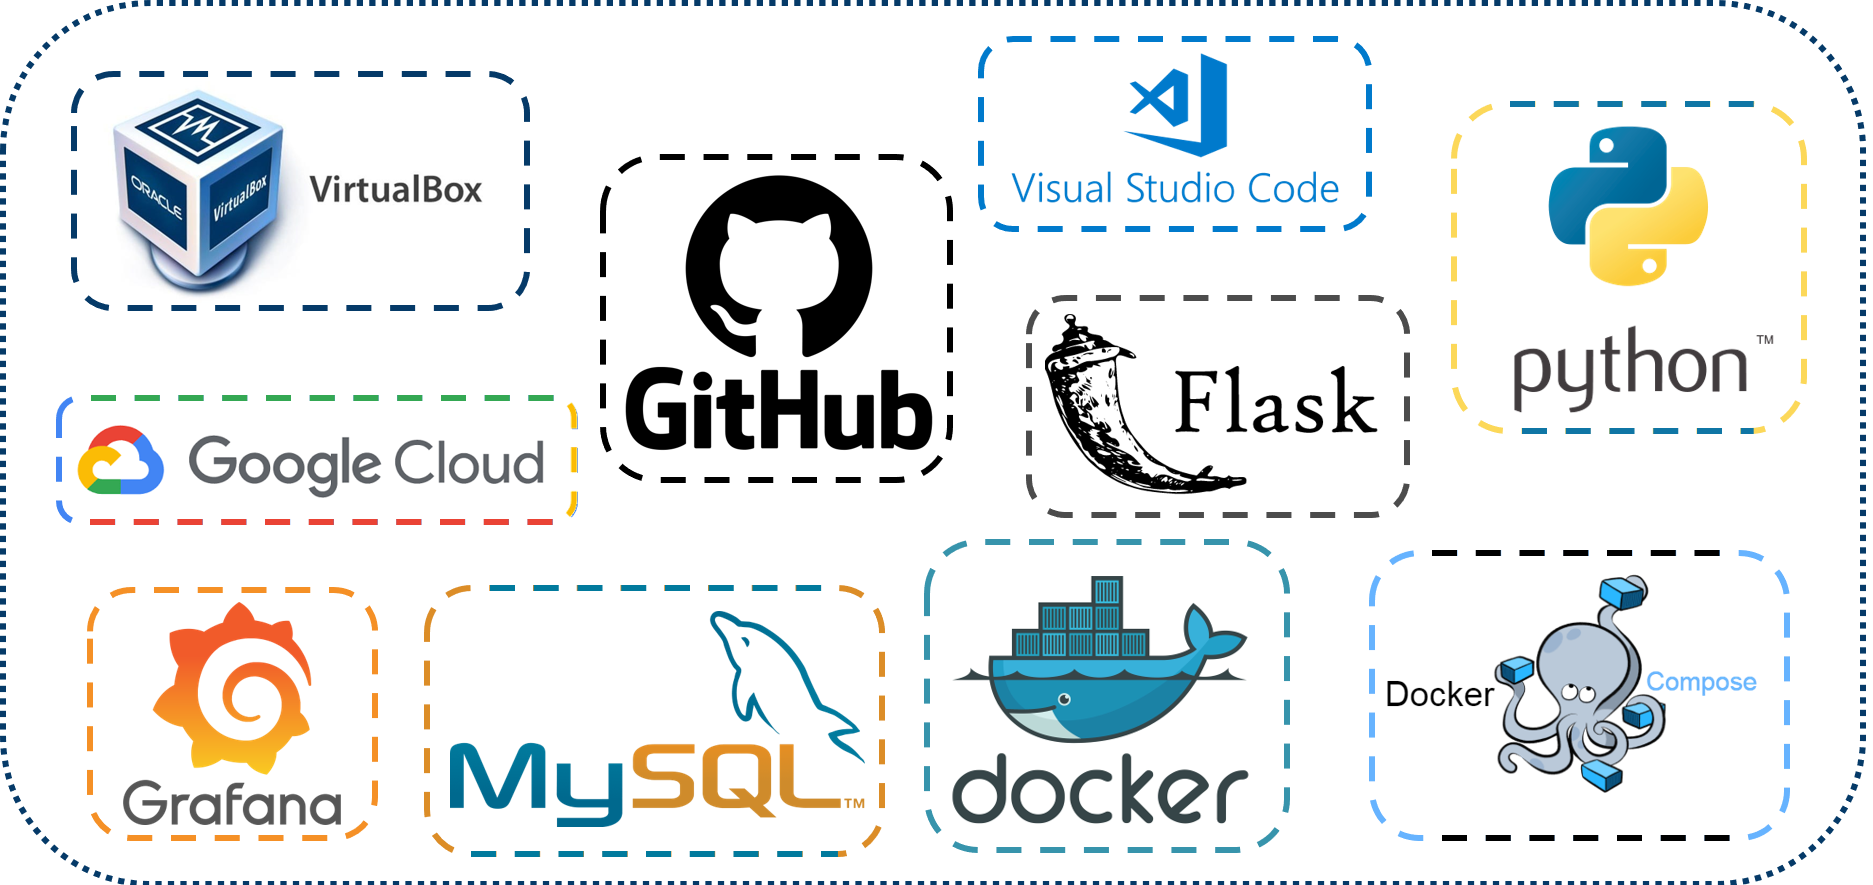 ORACLE
VirtualBox
VirtualBox
GitHub
Visual Studio Code
python™
Google Cloud
Flask
Grafana
MySQL™
docker
Docker
Compose